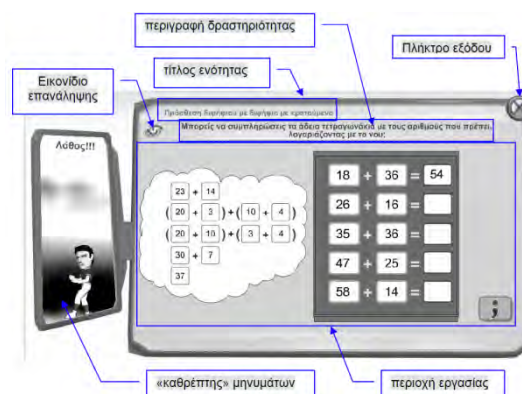 περιγραφή δραστηριότητας
Πλήκτρο εξόδου
τίτλος ενότητας
Εικονίδιο
επανάληψης
Πρόσθεση διψήφιου με διψήφιο με κρατούμενο
Μπορείς να συμπληρώσεις τα άδεια τετραγωνάκια με τους αριθμούς που πρέπει,
λογαριάζοντας με το νου;
Λάθος!!!
23 + 14
( 20 + 3 ) + ( 10 + 4 )
( 20 + 10 ) + ( 3 + 4 )
30 + 7
37
18 + 36 = 54
26 + 16 =
35 + 36 =
47 + 25 =
58 + 14 =
;
«καθρέπτης» μηνυμάτων
περιοχή εργασίας